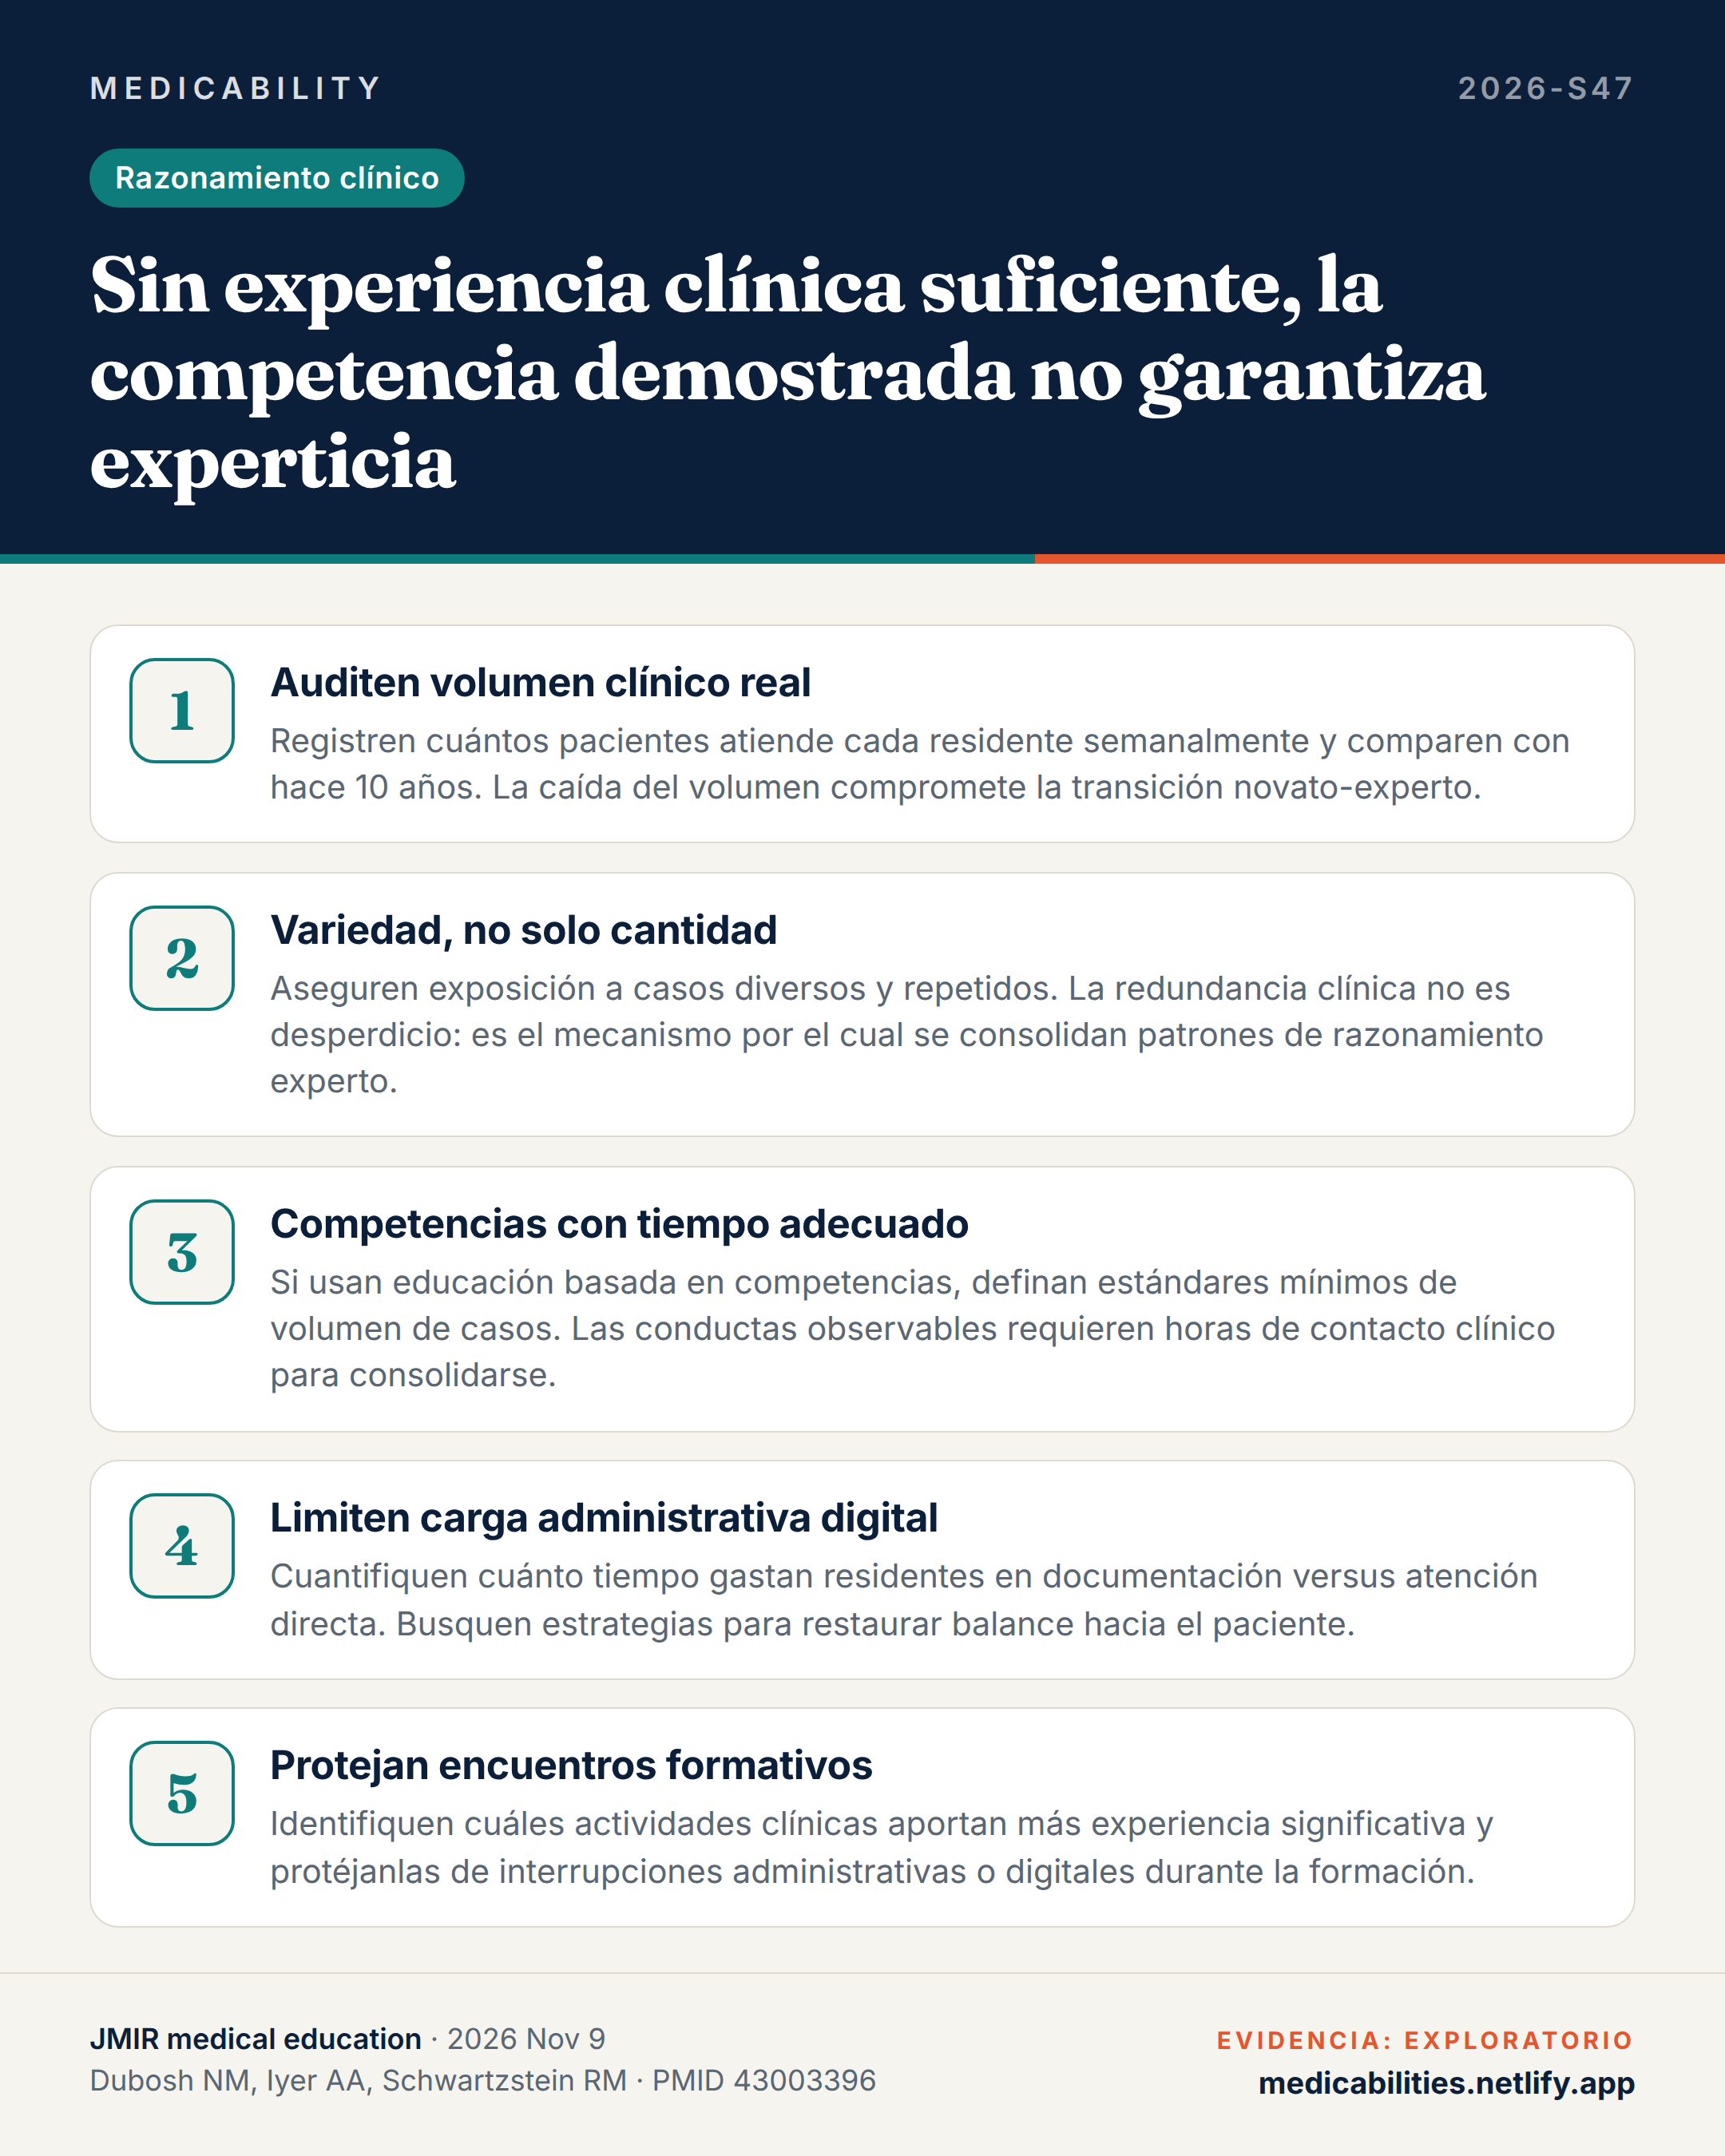 MEDICABILITY
2026-S47
Razonamiento clínico
Sin experiencia clínica suficiente, la
competencia demostrada no garantiza
experticia
1
Auditen volumen clínico real
Registren cuántos pacientes atiende cada residente semanalmente y comparen con
hace 10 años. La caída del volumen compromete la transición novato-experto.
2
Variedad, no solo cantidad
Aseguren exposición a casos diversos y repetidos. La redundancia clínica no es
desperdicio: es el mecanismo por el cual se consolidan patrones de razonamiento
experto.
3
Competencias con tiempo adecuado
Si usan educación basada en competencias, definan estándares mínimos de
volumen de casos. Las conductas observables requieren horas de contacto clínico
para consolidarse.
4
Limiten carga administrativa digital
Cuantifiquen cuánto tiempo gastan residentes en documentación versus atención
directa. Busquen estrategias para restaurar balance hacia el paciente.
5
Protejan encuentros formativos
Identifiquen cuáles actividades clínicas aportan más experiencia significativa y
protéjanlas de interrupciones administrativas o digitales durante la formación.
JMIR medical education · 2026 Nov 9
Dubosh NM, Iyer AA, Schwartzstein RM · PMID 43003396
EVIDENCIA: EXPLORATORIO
medicabilities.netlify.app